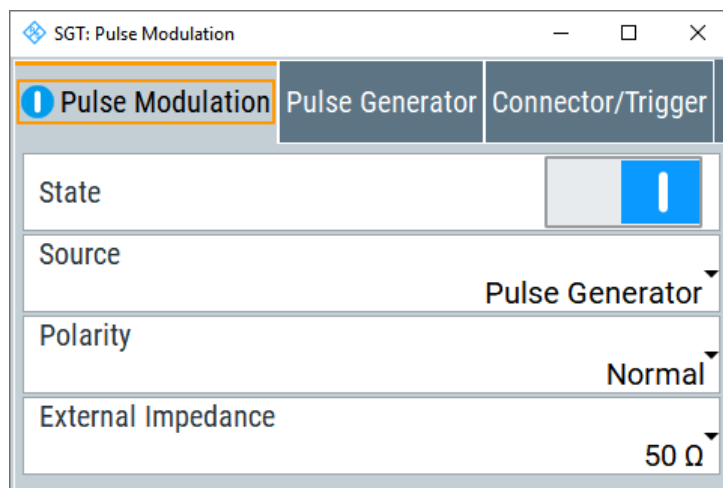 SGT: Pulse Modulation
Pulse Modulation Pulse Generator Connector/Trigger
State
Source
Pulse Generator
Polarity
Normal
External Impedance
50 Ω